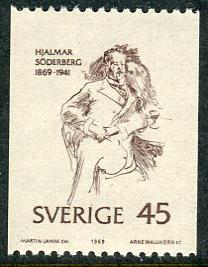 HJALMAR
SÖDERBERG
1869-1941
SVERIGE 45
MARTIN LAMM DEL
1969
ARNE WALLHORN SC